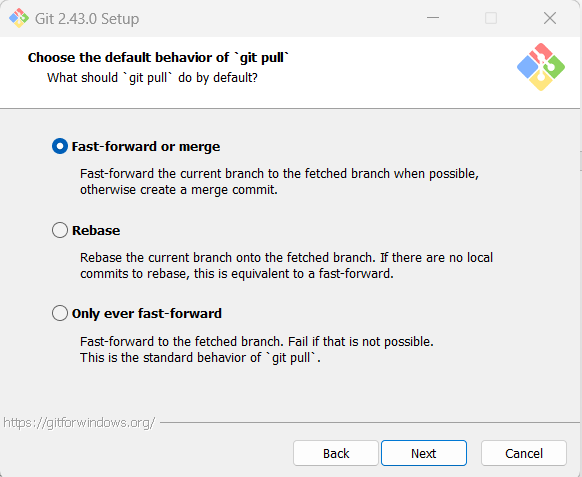 Git 2.43.0 Setup
Choose the default behavior of `git pull`
What should `git pull` do by default?
Fast-forward or merge
Fast-forward the current branch to the fetched branch when possible,
otherwise create a merge commit.
Rebase
Rebase the current branch onto the fetched branch. If there are no local
commits to rebase, this is equivalent to a fast-forward.
Only ever fast-forward
Fast-forward to the fetched branch. Fail if that is not possible.
This is the standard behavior of `git pull`.
https://gitforwindows.org/
Back Next Cancel